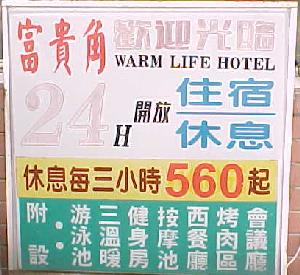 富貴角 歡迎光臨
WARM LIFE HOTEL
24H 開放 住宿
休息
休息每三小時560起
附設：游泳池 三溫暖 健身房 按摩池 西餐廳 烤肉區 會議廳